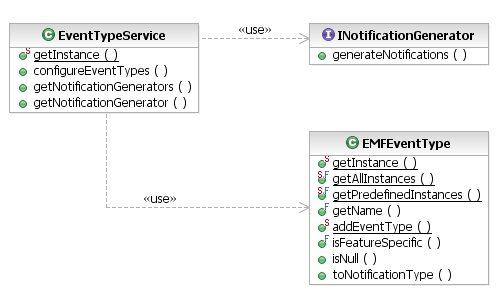 EventTypeService
getInstance ( )
configureEventTypes ( )
getNotificationGenerators ( )
getNotificationGenerator ( )
«use»
INotificationGenerator
generateNotifications ( )
«use»
EMFEventType
getInstance ( )
getAllInstances ( )
getPredefinedInstances ( )
getName ( )
addEventType ( )
isFeatureSpecific ( )
isNull ( )
toNotificationType ( )